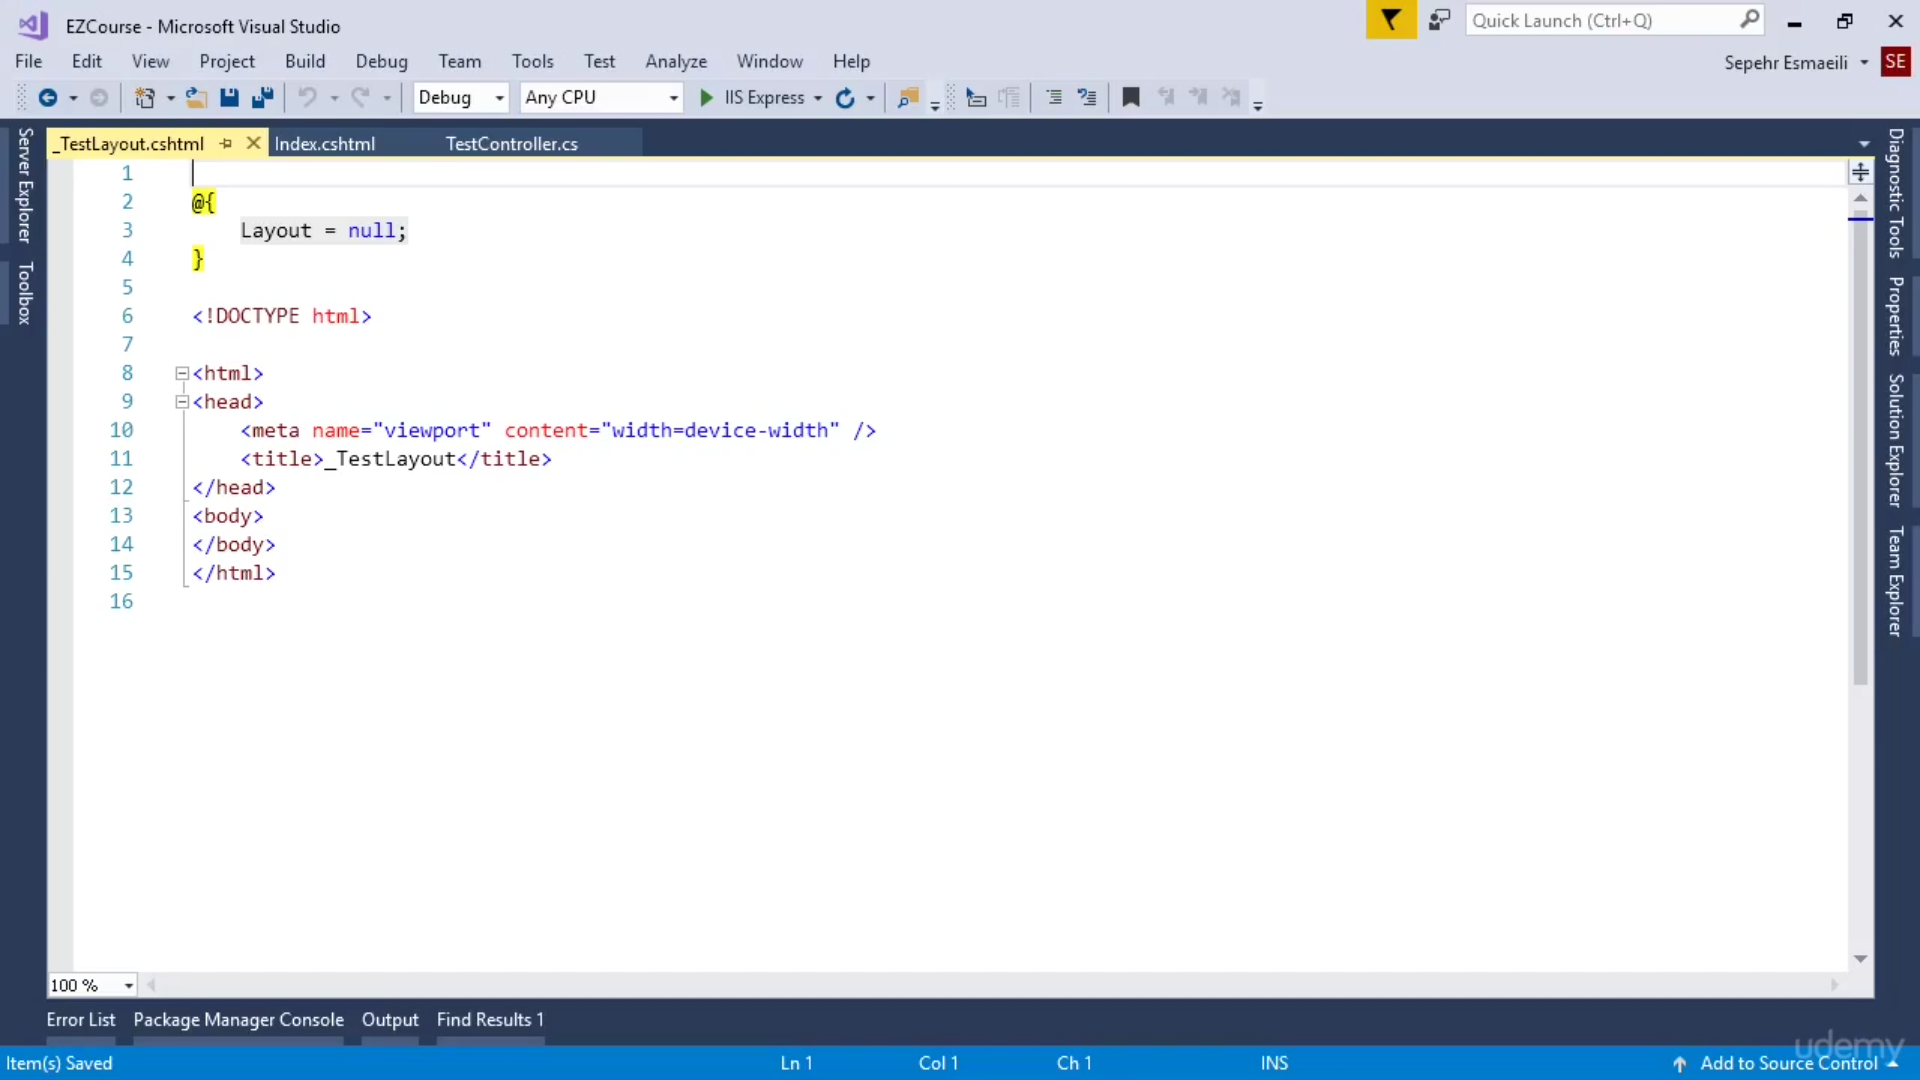 EZCourse - Microsoft Visual Studio
Quick Launch (Ctrl+Q)
File Edit View Project Build Debug Team Tools Test Analyze Window Help
Sepehr Esmaeili SE
Debug Any CPU IIS Express
_TestLayout.cshtml Index.cshtml TestController.cs
Server Explorer
Toolbox
1
2 @{
3 Layout = null;
4 }
5
6 <!DOCTYPE html>
7
8 <html>
9 <head>
10 <meta name="viewport" content="width=device-width" />
11 <title>_TestLayout</title>
12 </head>
13 <body>
14 </body>
15 </html>
16
Diagnostic Tools
Properties
Solution Explorer
Team Explorer
100 %
Error List Package Manager Console Output Find Results 1
Item(s) Saved Ln 1 Col 1 Ch 1 INS Add to Source Control
udemy